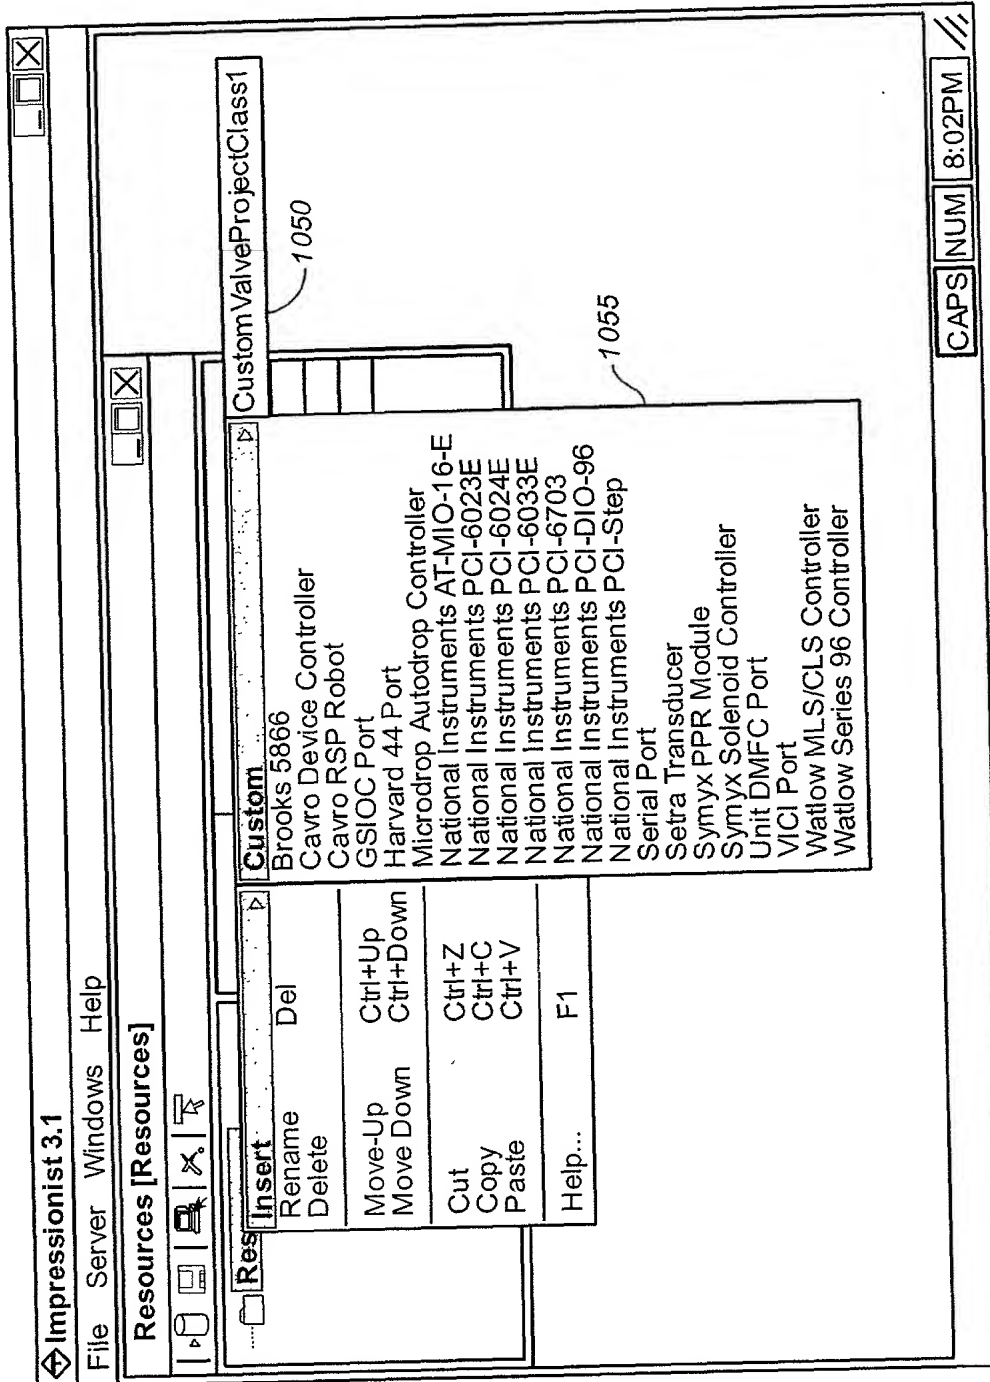 Impressionist 3.1
File Server Windows Help
Resources [Resources]
Res
Insert
Rename
Delete Del
Move-Up Ctrl+Up
Move Down Ctrl+Down
Cut Ctrl+Z
Copy Ctrl+C
Paste Ctrl+V
Help... F1
Custom
Brooks 5866
Cavro Device Controller
Cavro RSP Robot
GSIOC Port
Harvard 44 Port
Microdrop Autodrop Controller
National Instruments AT-MIO-16-E
National Instruments PCI-6023E
National Instruments PCI-6024E
National Instruments PCI-6033E
National Instruments PCI-6703
National Instruments PCI-DIO-96
National Instruments PCI-Step
Serial Port
Setra Transducer
Symyx PPR Module
Symyx Solenoid Controller
Unit DMFC Port
VICI Port
Watlow MLS/CLS Controller
Watlow Series 96 Controller
CustomValveProjectClass1
1050
1055
CAPS NUM 8:02PM